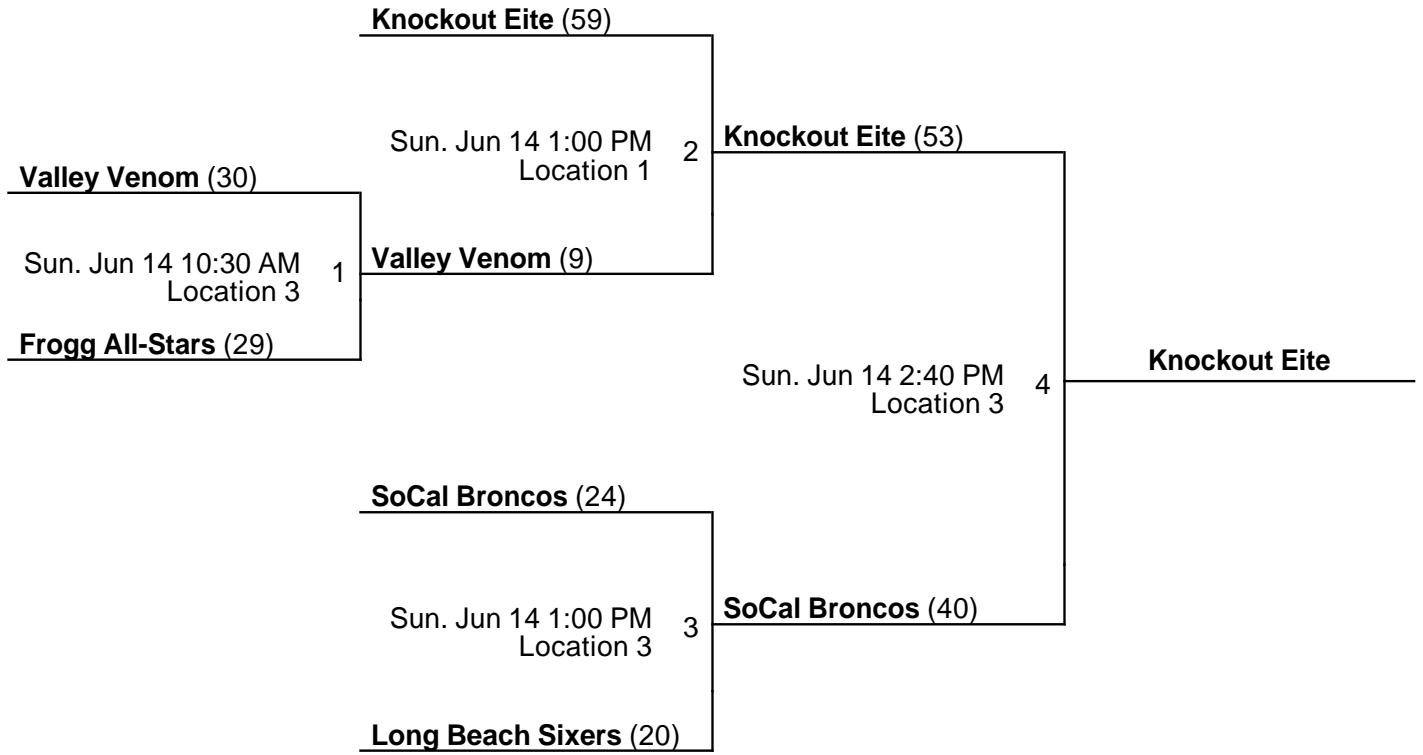 Knockout Eite (59)
Sun. Jun 14 1:00 PM
Location 1
2
Knockout Eite (53)
Valley Venom (30)
Sun. Jun 14 10:30 AM
Location 3
1
Valley Venom (9)
Frogg All-Stars (29)
Sun. Jun 14 2:40 PM
Location 3
4
Knockout Eite
SoCal Broncos (24)
Sun. Jun 14 1:00 PM
Location 3
3
SoCal Broncos (40)
Long Beach Sixers (20)